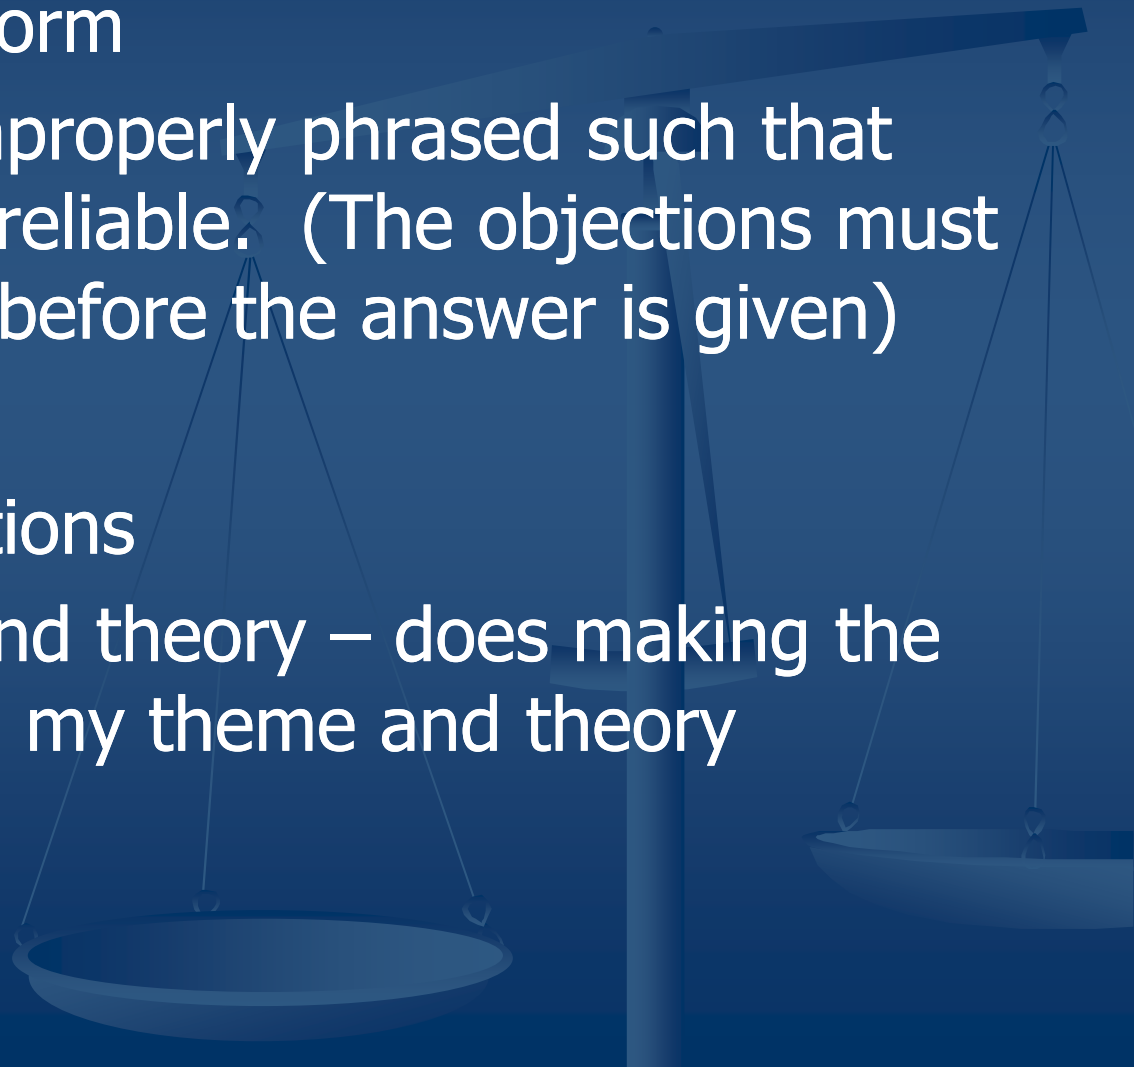 orm
properly phrased such that
reliable. (The objections must
before the answer is given)
tions
nd theory – does making the
my theme and theory